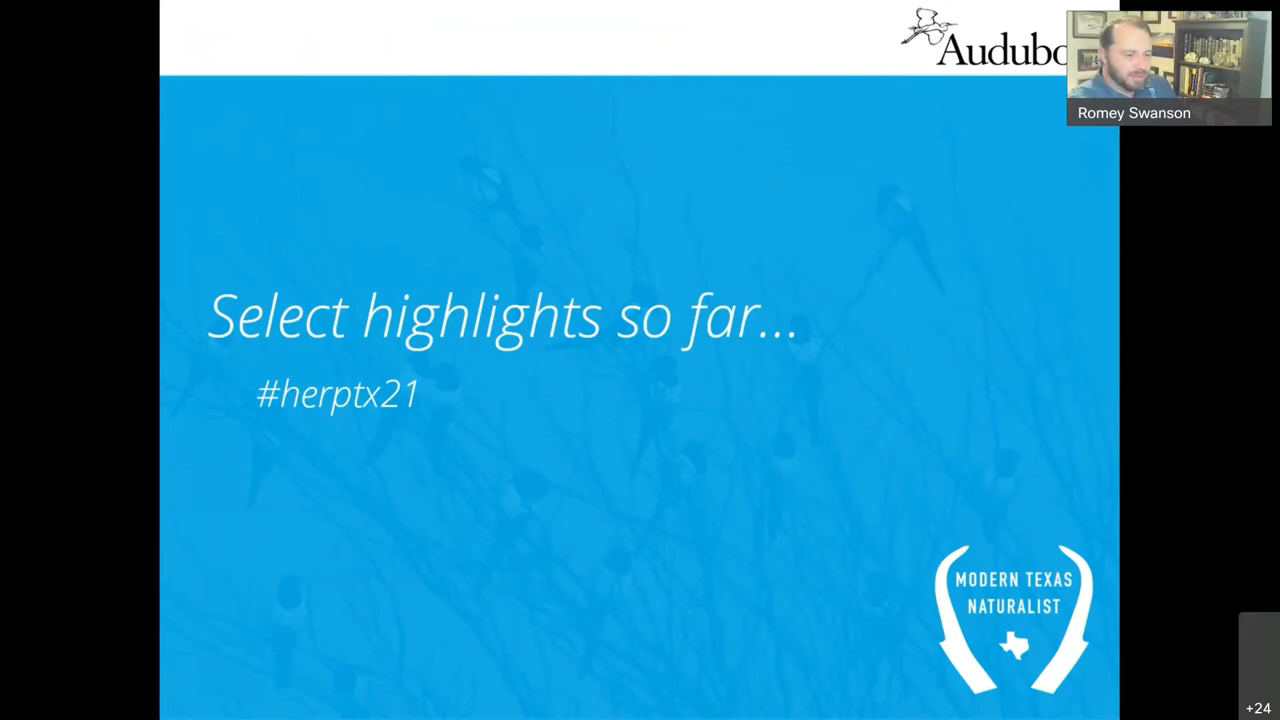 Audubo
Romey Swanson
Select highlights so far...
#herptx21
MODERN TEXAS
NATURALIST
+24